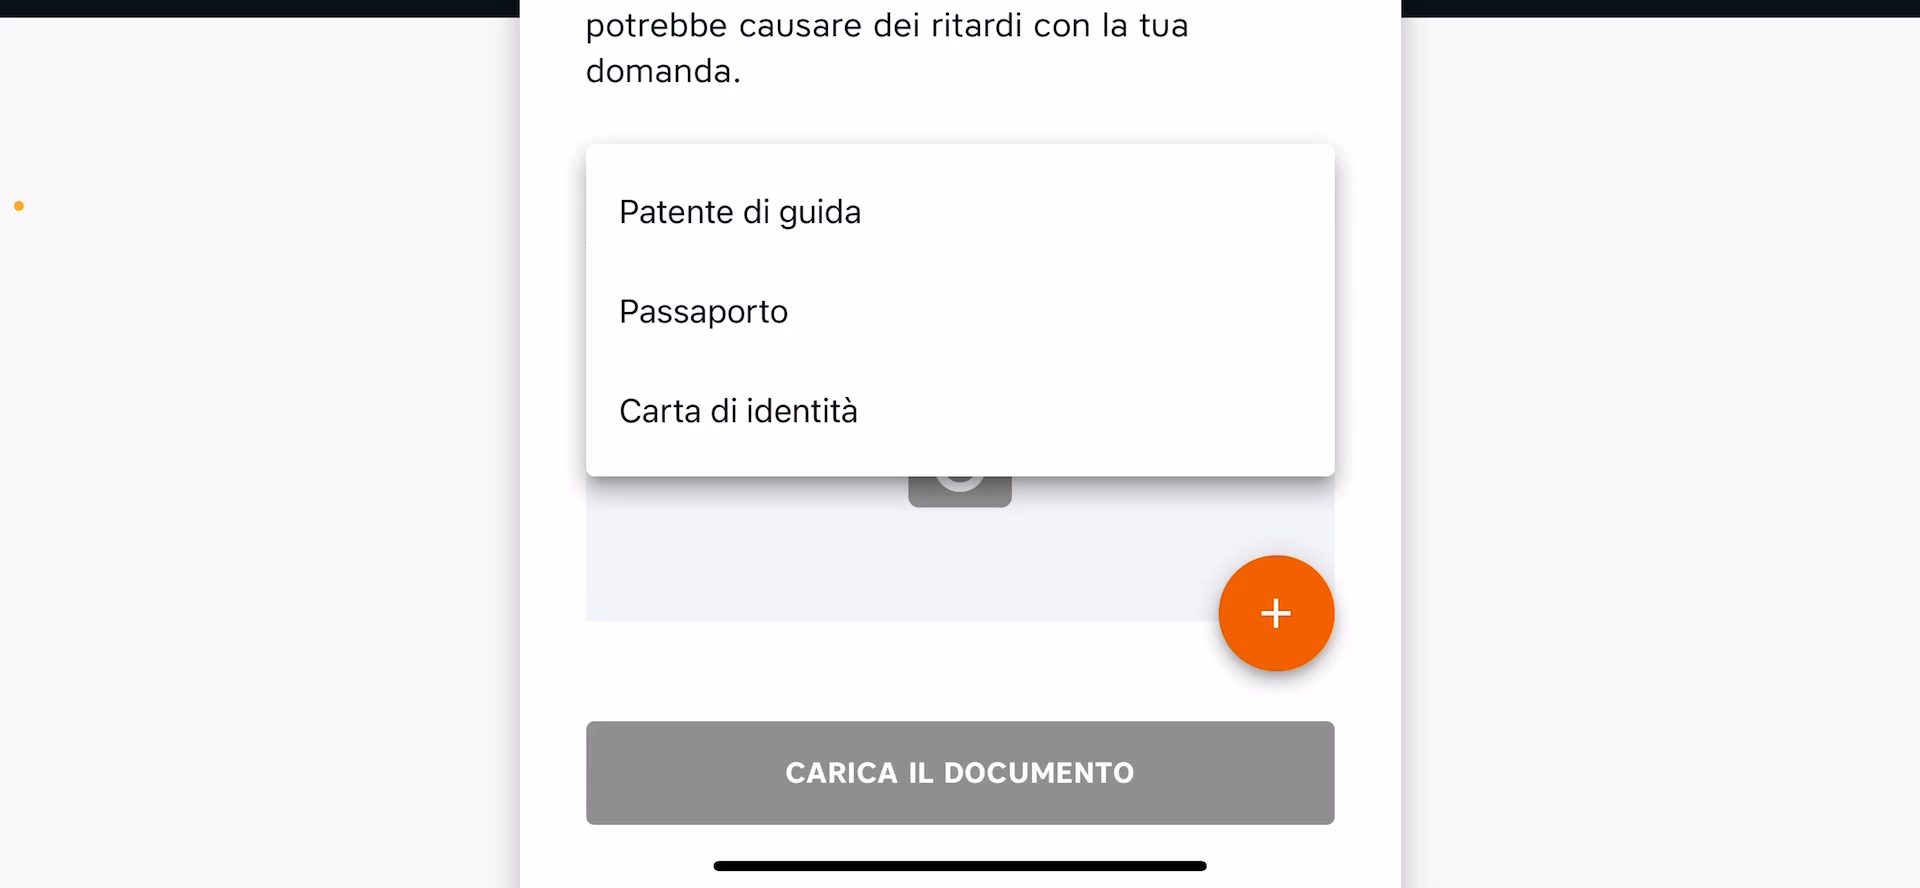 potrebbe causare dei ritardi con la tua
domanda.
Patente di guida
Passaporto
Carta di identità
CARICA IL DOCUMENTO